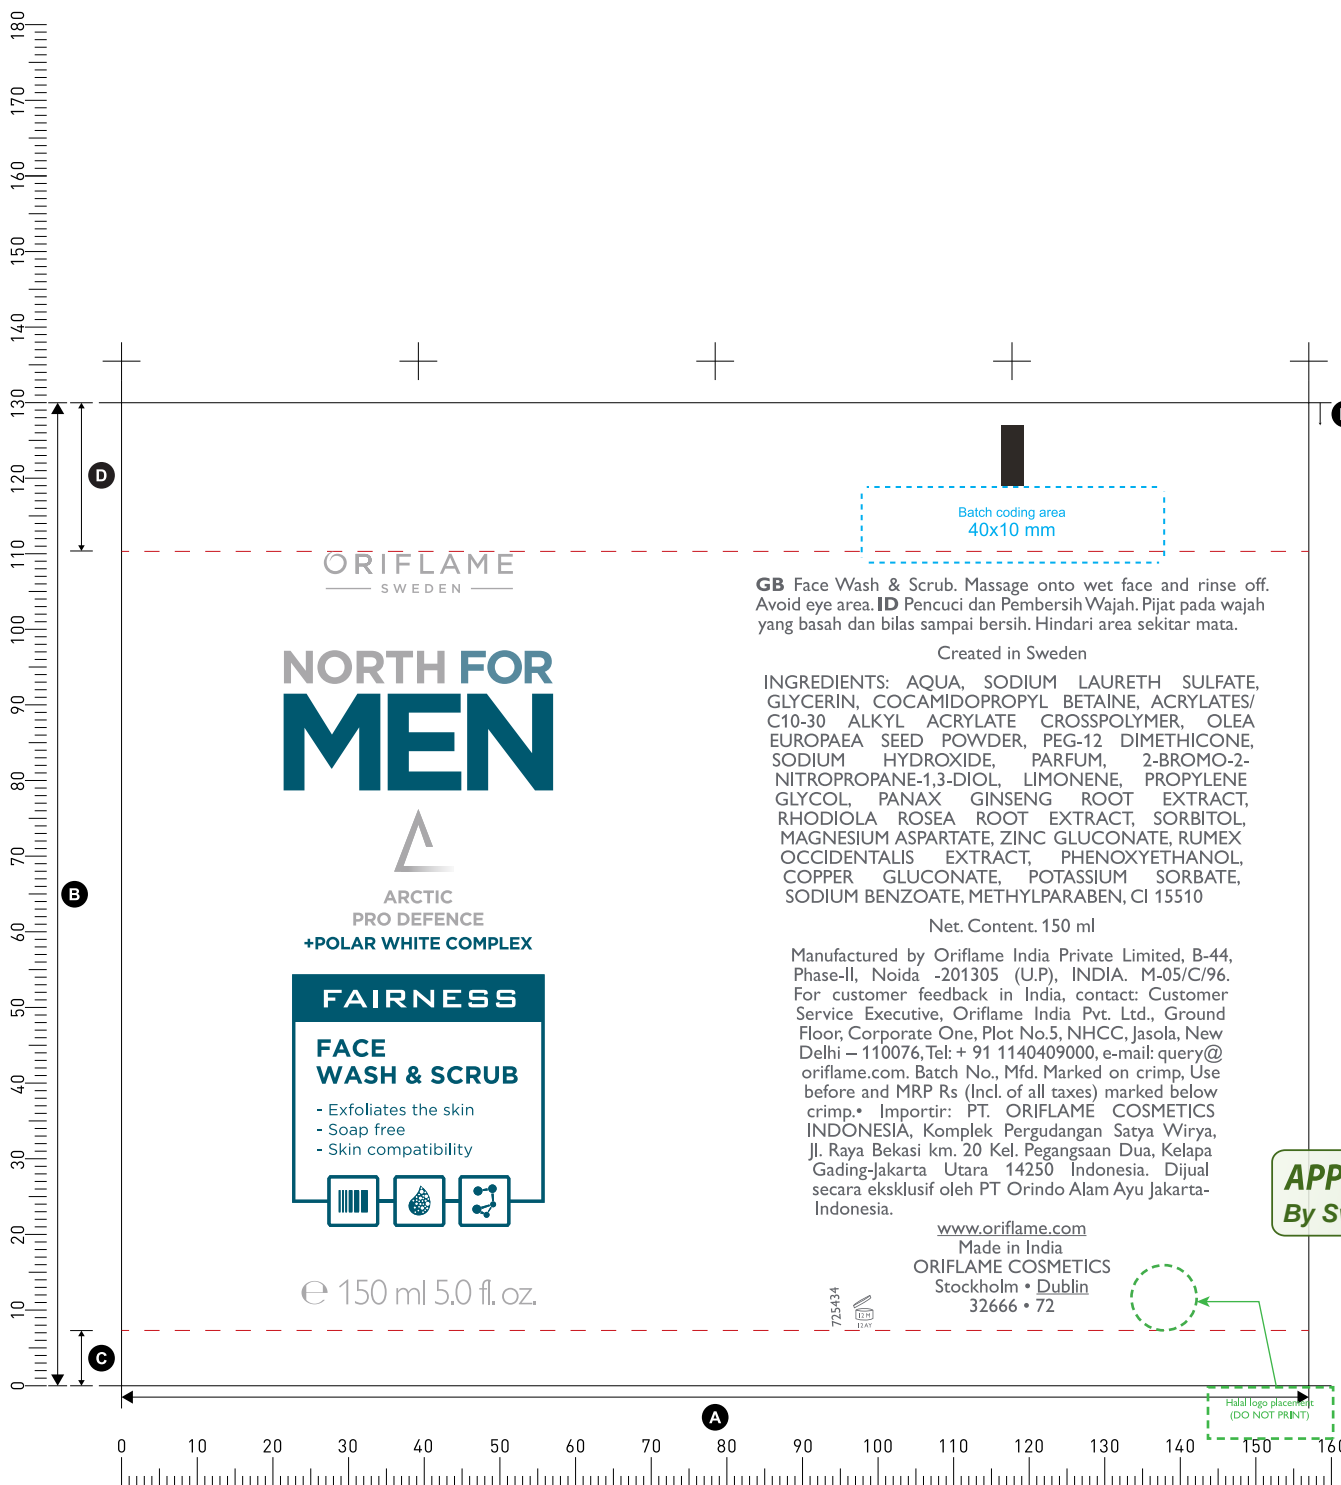 180
170
160
150
140
130
120
110
100
90
80
70
60
50
40
30
20
10
0
D
B
C
A
ORIFLAME
SWEDEN
NORTH FOR
MEN
ARCTIC
PRO DEFENCE
+POLAR WHITE COMPLEX
FAIRNESS
FACE
WASH & SCRUB
- Exfoliates the skin
- Soap free
- Skin compatibility
℮ 150 ml 5.0 fl. oz.
Batch coding area
40x10 mm
GB Face Wash & Scrub. Massage onto wet face and rinse off.
Avoid eye area. ID Pencuci dan Pembersih Wajah. Pijat pada wajah
yang basah dan bilas sampai bersih. Hindari area sekitar mata.
Created in Sweden
INGREDIENTS: AQUA, SODIUM LAURETH SULFATE,
GLYCERIN, COCAMIDOPROPYL BETAINE, ACRYLATES/
C10-30 ALKYL ACRYLATE CROSSPOLYMER, OLEA
EUROPAEA SEED POWDER, PEG-12 DIMETHICONE,
SODIUM HYDROXIDE, PARFUM, 2-BROMO-2-
NITROPROPANE-1,3-DIOL, LIMONENE, PROPYLENE
GLYCOL, PANAX GINSENG ROOT EXTRACT,
RHODIOLA ROSEA ROOT EXTRACT, SORBITOL,
MAGNESIUM ASPARTATE, ZINC GLUCONATE, RUMEX
OCCIDENTALIS EXTRACT, PHENOXYETHANOL,
COPPER GLUCONATE, POTASSIUM SORBATE,
SODIUM BENZOATE, METHYLPARABEN, CI 15510
Net. Content. 150 ml
Manufactured by Oriflame India Private Limited, B-44,
Phase-II, Noida -201305 (U.P), INDIA. M-05/C/96.
For customer feedback in India, contact: Customer
Service Executive, Oriflame India Pvt. Ltd., Ground
Floor, Corporate One, Plot No.5, NHCC, Jasola, New
Delhi – 110076, Tel: + 91 1140409000, e-mail: query@
oriflame.com. Batch No., Mfd. Marked on crimp, Use
before and MRP Rs (Incl. of all taxes) marked below
crimp.• Importir: PT. ORIFLAME COSMETICS
INDONESIA, Komplek Pergudangan Satya Wirya,
Jl. Raya Bekasi km. 20 Kel. Pegangsaan Dua, Kelapa
Gading-Jakarta Utara 14250 Indonesia. Dijual
secara eksklusif oleh PT Orindo Alam Ayu Jakarta-
Indonesia.
www.oriflame.com
Made in India
ORIFLAME COSMETICS
Stockholm • Dublin
32666 • 72
725434
12 M
12 AY
APP
By S
Halal logo placement
(DO NOT PRINT)
0 10 20 30 40 50 60 70 80 90 100 110 120 130 140 150 160